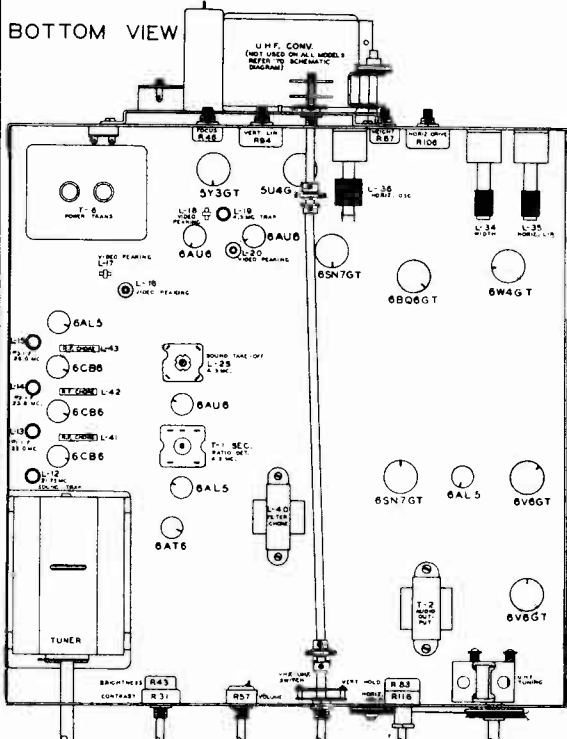 BOTTOM VIEW
U.H.F. CONV.
(NOT USED ON ALL MODELS
REFER TO SCHEMATIC
DIAGRAM)
FOCUS
R46
VERT. LIN.
R94
HEIGHT
R87
HORIZ. DRIVE
R106
T-6
POWER TRANS
5Y3GT
5U4G
L-36
HORIZ. OSC
L-34
WIDTH
L-35
HORIZ. LIN.
L-18
VIDEO
PEAKING
L-19
4.5 MC. TRAP
6AU6
6AU6
L-20
VIDEO PEAKING
6SN7GT
6BQ6GT
6W4GT
VIDEO PEAKING
L-17
L-16
VIDEO PEAKING
6AL5
L-15
R.F. CHOKE L-43
6CB6
SOUND TAKE-OFF
L-25
4.5 MC.
L-14
R.F. CHOKE L-42
6CB6
6AU6
L-13
R.F. CHOKE L-41
6CB6
T-1 SEC.
RATIO DET.
4.5 MC.
L-12
21.75 MC.
SOUND TRAP
6AL5
6SN7GT
6AL5
6V6GT
6AT6
L-40
FILTER
CHOKE
T-2
AUDIO
OUT-
PUT
6V6GT
TUNER
BRIGHTNESS R43
CONTRAST R31
R57 VOLUME
V.H.F. U.H.F.
SWITCH
VERT HOLD R83
HORIZ. R116
U.H.F.
TUNING